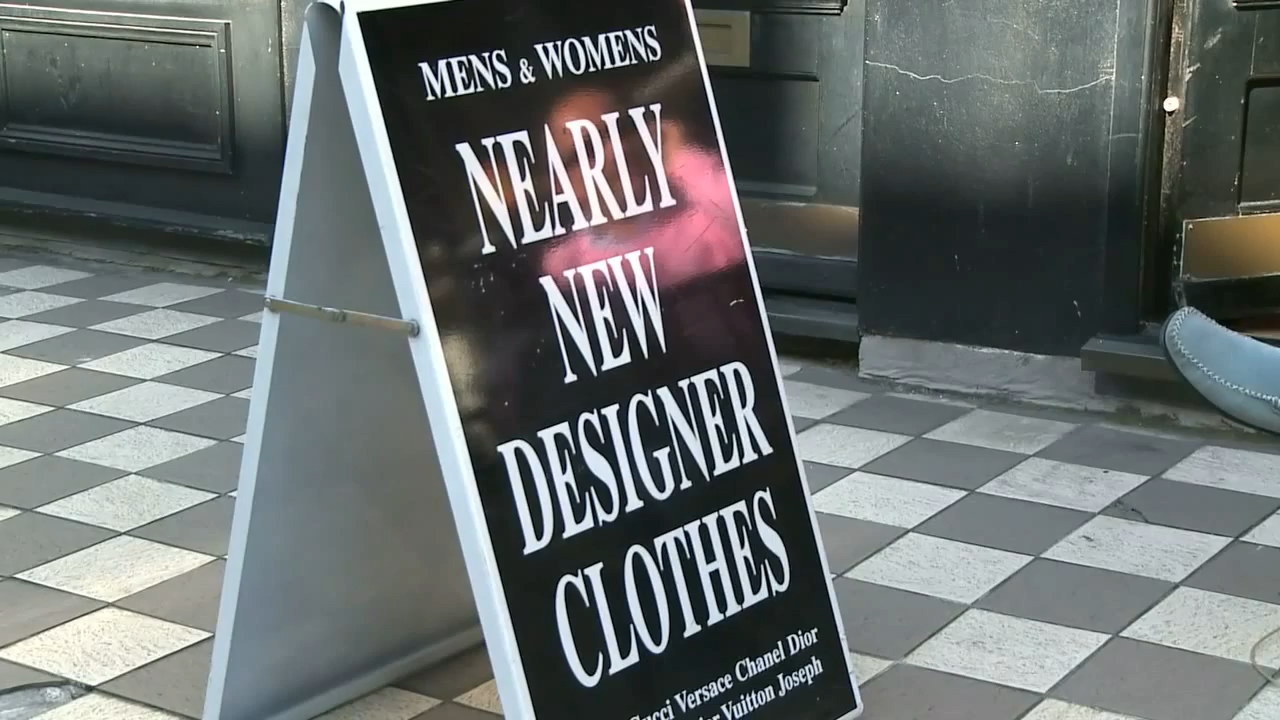 MENS & WOMENS
NEARLY
NEW
DESIGNER
CLOTHES
Versace Chanel Dior
Vuitton Joseph